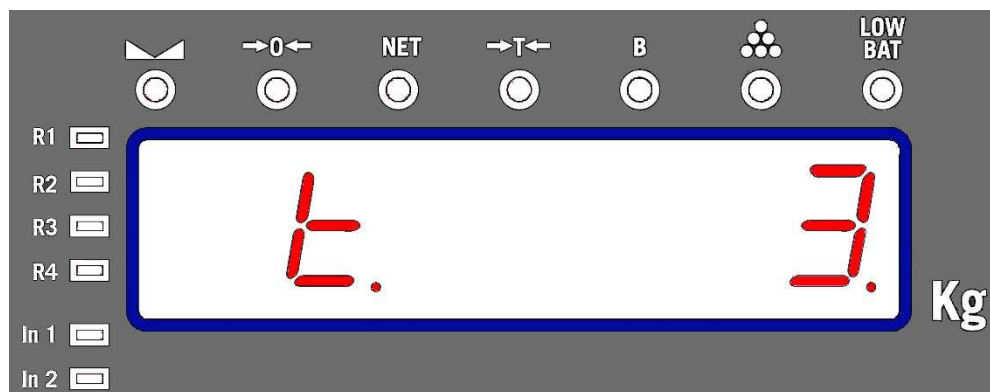 →0← NET →T← B LOW BAT
R1
R2
R3
R4
t. 3.
Kg
In 1
In 2